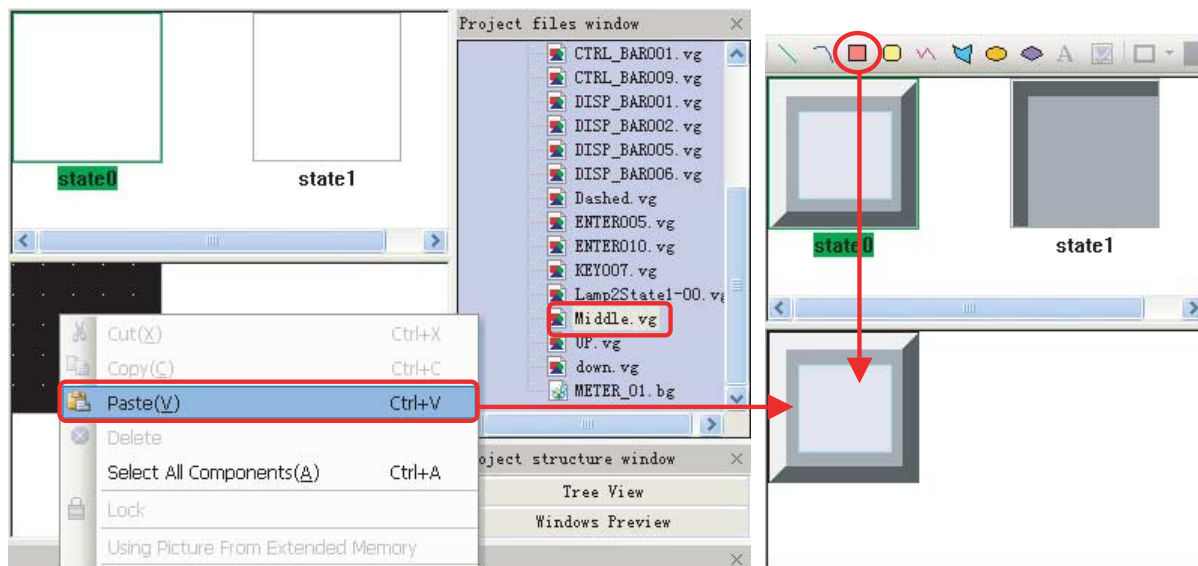 state0
state1
Cut(X) Ctrl+X
Copy(C) Ctrl+C
Paste(V) Ctrl+V
Delete
Select All Components(A) Ctrl+A
Lock
Using Picture From Extended Memory
Project files window
CTRL_BAR001.vg
CTRL_BAR009.vg
DISP_BAR001.vg
DISP_BAR002.vg
DISP_BAR005.vg
DISP_BAR006.vg
Dashed.vg
ENTER005.vg
ENTER010.vg
KEY007.vg
Lamp2State1-00.vg
Middle.vg
UP.vg
down.vg
METER_01.bg
oject structure window
Tree View
Windows Preview
A
state0
state1